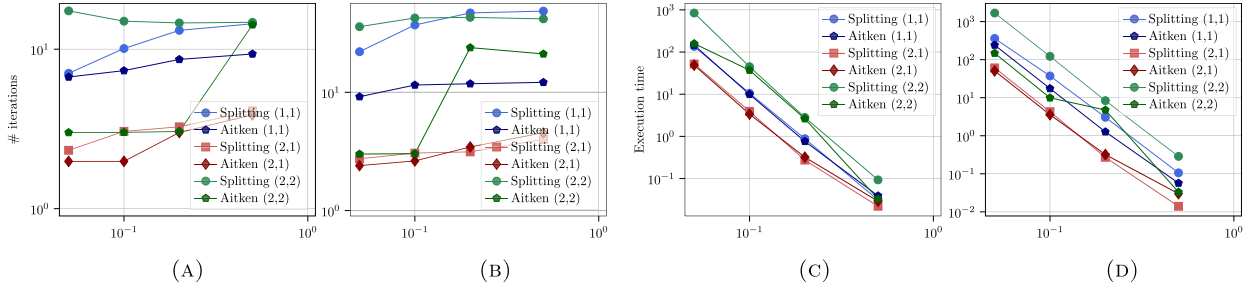 # iterations
10¹
10⁰
10⁻¹
10⁰
Splitting (1,1)
Aitken (1,1)
Splitting (2,1)
Aitken (2,1)
Splitting (2,2)
Aitken (2,2)
(A)
10¹
10⁰
10⁻¹
10⁰
Splitting (1,1)
Aitken (1,1)
Splitting (2,1)
Aitken (2,1)
Splitting (2,2)
Aitken (2,2)
(B)
Execution time
10³
10²
10¹
10⁰
10⁻¹
10⁻¹
10⁰
Splitting (1,1)
Aitken (1,1)
Splitting (2,1)
Aitken (2,1)
Splitting (2,2)
Aitken (2,2)
(C)
10³
10²
10¹
10⁰
10⁻¹
10⁻²
10⁻¹
10⁰
Splitting (1,1)
Aitken (1,1)
Splitting (2,1)
Aitken (2,1)
Splitting (2,2)
Aitken (2,2)
(D)